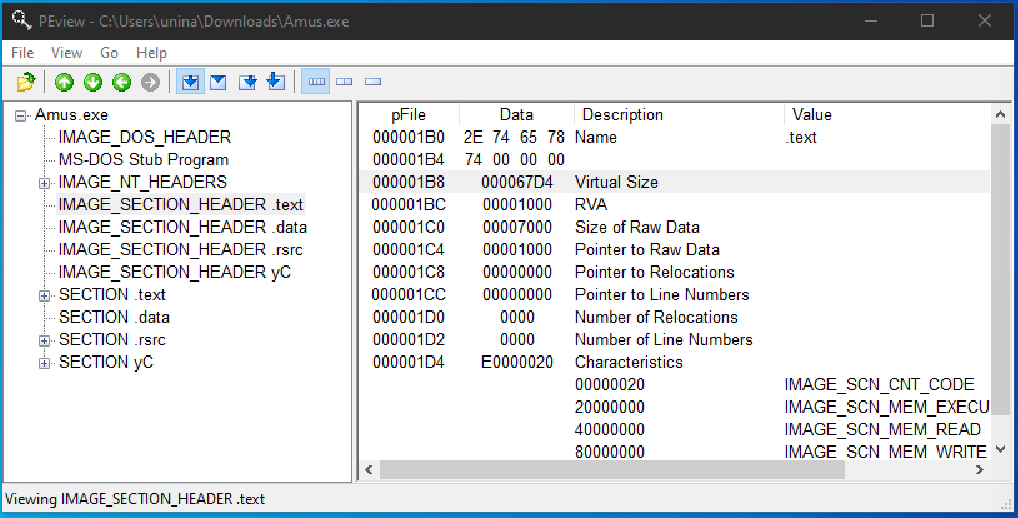 PEview - C:\Users\unina\Downloads\Amus.exe
File View Go Help
Amus.exe
IMAGE_DOS_HEADER
MS-DOS Stub Program
IMAGE_NT_HEADERS
IMAGE_SECTION_HEADER .text
IMAGE_SECTION_HEADER .data
IMAGE_SECTION_HEADER .rsrc
IMAGE_SECTION_HEADER yC
SECTION .text
SECTION .data
SECTION .rsrc
SECTION yC
pFile Data Description Value
000001B0 2E 74 65 78 Name .text
000001B4 74 00 00 00
000001B8 000067D4 Virtual Size
000001BC 00001000 RVA
000001C0 00007000 Size of Raw Data
000001C4 00001000 Pointer to Raw Data
000001C8 00000000 Pointer to Relocations
000001CC 00000000 Pointer to Line Numbers
000001D0 0000 Number of Relocations
000001D2 0000 Number of Line Numbers
000001D4 E0000020 Characteristics
00000020 IMAGE_SCN_CNT_CODE
20000000 IMAGE_SCN_MEM_EXECU
40000000 IMAGE_SCN_MEM_READ
80000000 IMAGE_SCN_MEM_WRITE
Viewing IMAGE_SECTION_HEADER .text